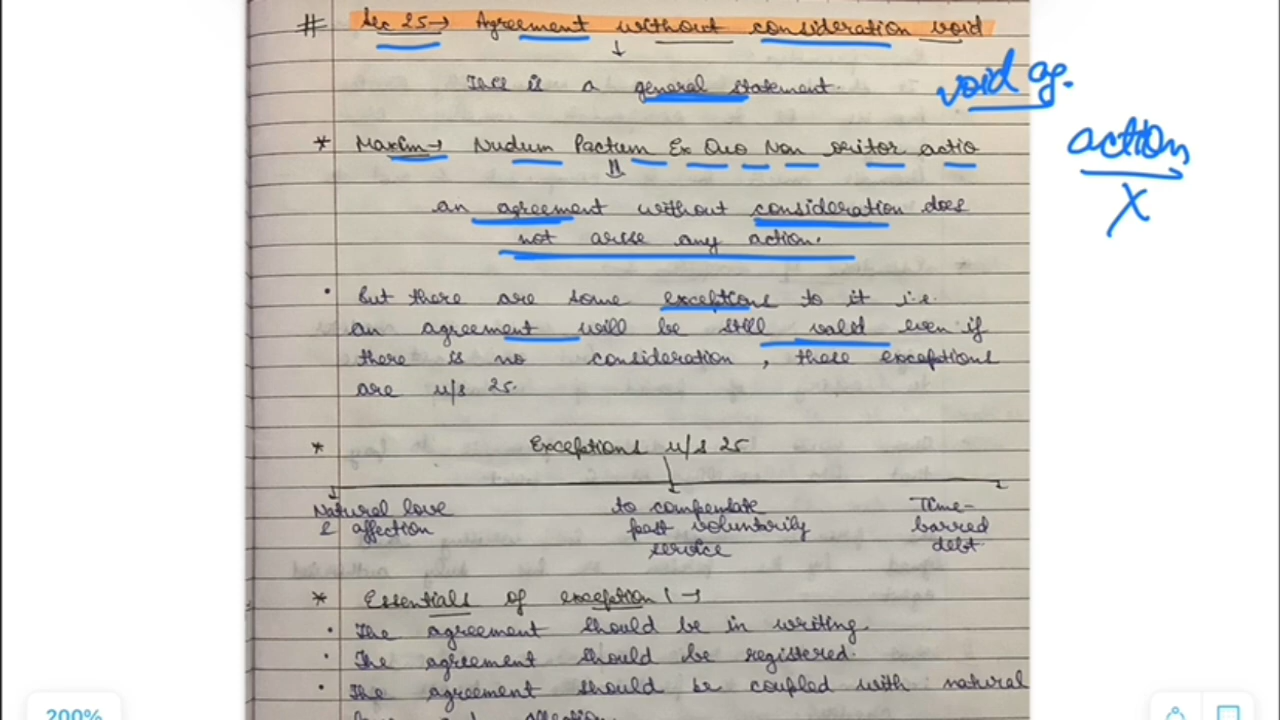 # Sec 25→ Agreement without consideration void
↓
This is a general statement.
void ag.
* Maxim→ Nudum Pactum Ex Quo Non oritor actio
action
X
an agreement without consideration does
not arise any action.
• But there are some exceptions to it i.e.
an agreement will be still valid even if
there is no consideration, these exceptions
are u/s 25.
* Exceptions u/s 25
Natural love
& affection
to compensate
past voluntarily
service
Time-
barred
debt
* Essentials of exception 1→
• The agreement should be in writing.
• The agreement should be registered.
• The agreement should be coupled with natural
love and affection.
200%